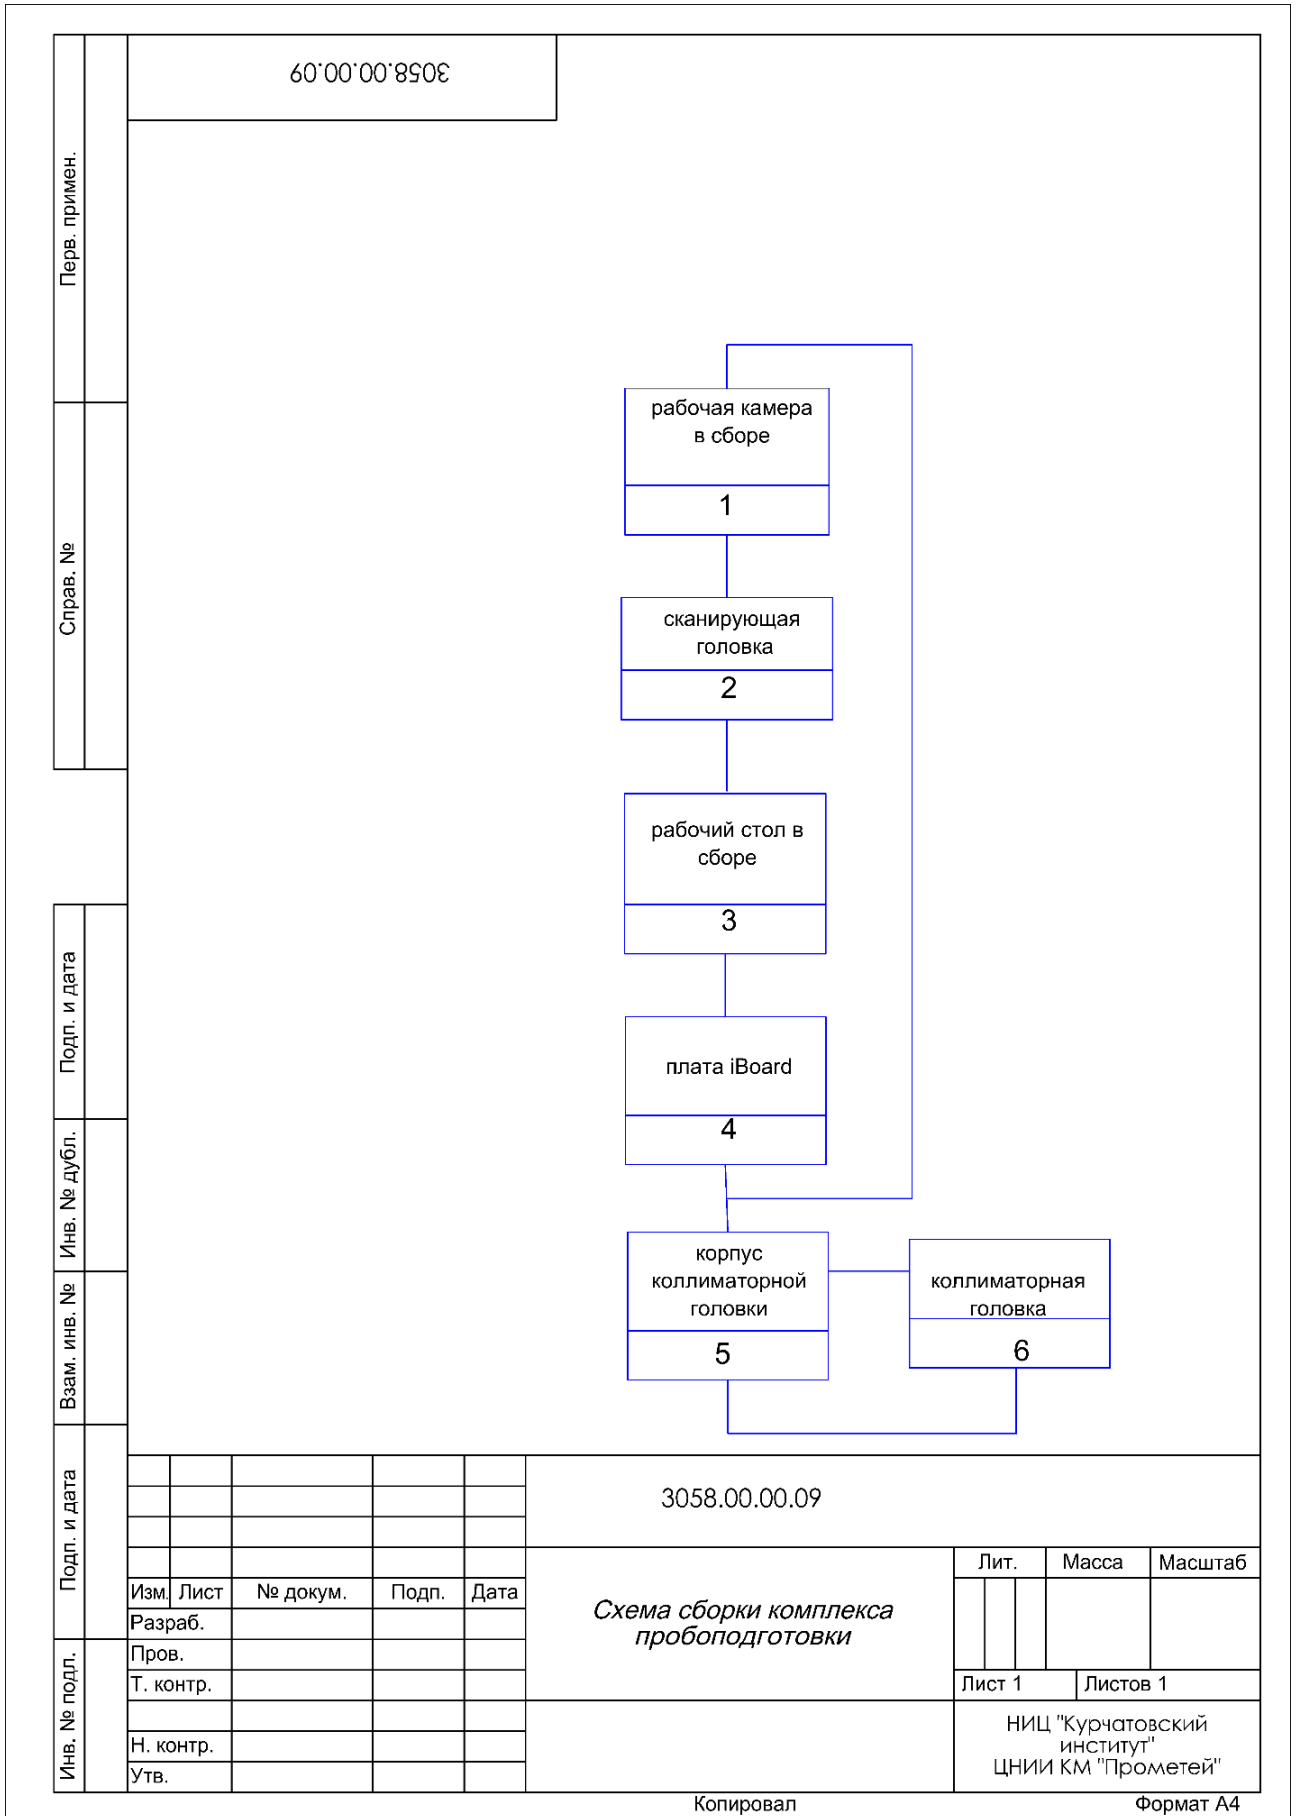 3058.00.00.09
Перв. примен.
Справ. №
Подп. и дата
Инв. № дубл.
Взам. инв. №
Подп. и дата
Инв. № подл.
рабочая камера
в сборе
1
сканирующая
головка
2
рабочий стол в
сборе
3
плата iBoard
4
корпус
коллиматорной
головки
5
коллиматорная
головка
6
3058.00.00.09
Изм. Лист № докум. Подп. Дата
Разраб.
Пров.
Т. контр.
Н. контр.
Утв.
Схема сборки комплекса
пробоподготовки
Лит. Масса Масштаб
Лист 1 Листов 1
НИЦ "Курчатовский
институт"
ЦНИИ КМ "Прометей"
Копировал Формат А4